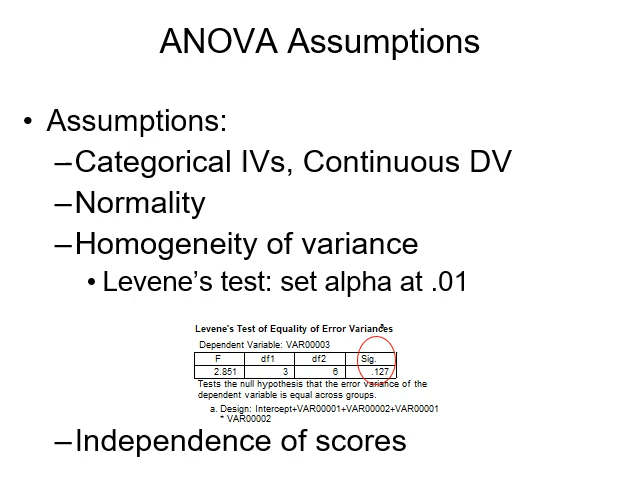 ANOVA Assumptions
• Assumptions:
–Categorical IVs, Continuous DV
–Normality
–Homogeneity of variance
• Levene’s test: set alpha at .01
Levene's Test of Equality of Error Variances
a
Dependent Variable: VAR00003
F df1 df2 Sig.
2.851 3 6 .127
Tests the null hypothesis that the error variance of the
dependent variable is equal across groups.
a. Design: Intercept+VAR00001+VAR00002+VAR00001
* VAR00002
–Independence of scores